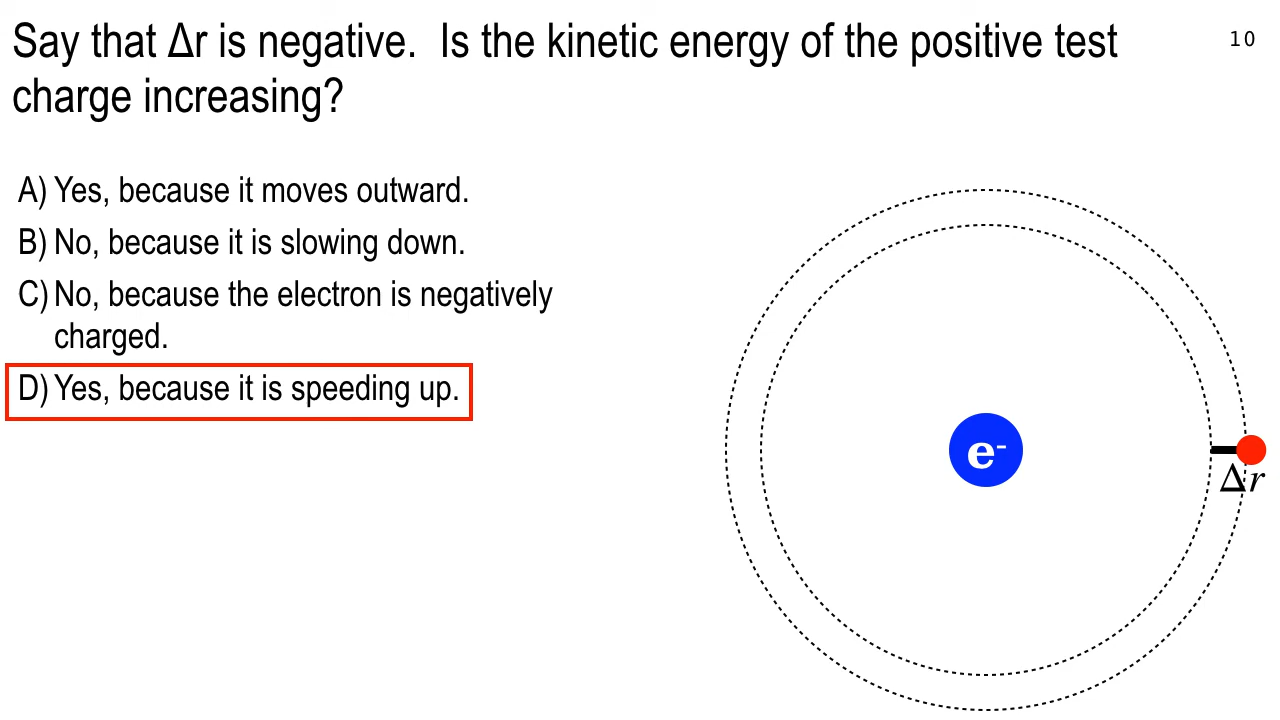 Say that Δr is negative.  Is the kinetic energy of the positive test
charge increasing?
10
A) Yes, because it moves outward.
B) No, because it is slowing down.
C) No, because the electron is negatively
charged.
D) Yes, because it is speeding up.
e⁻
Δr